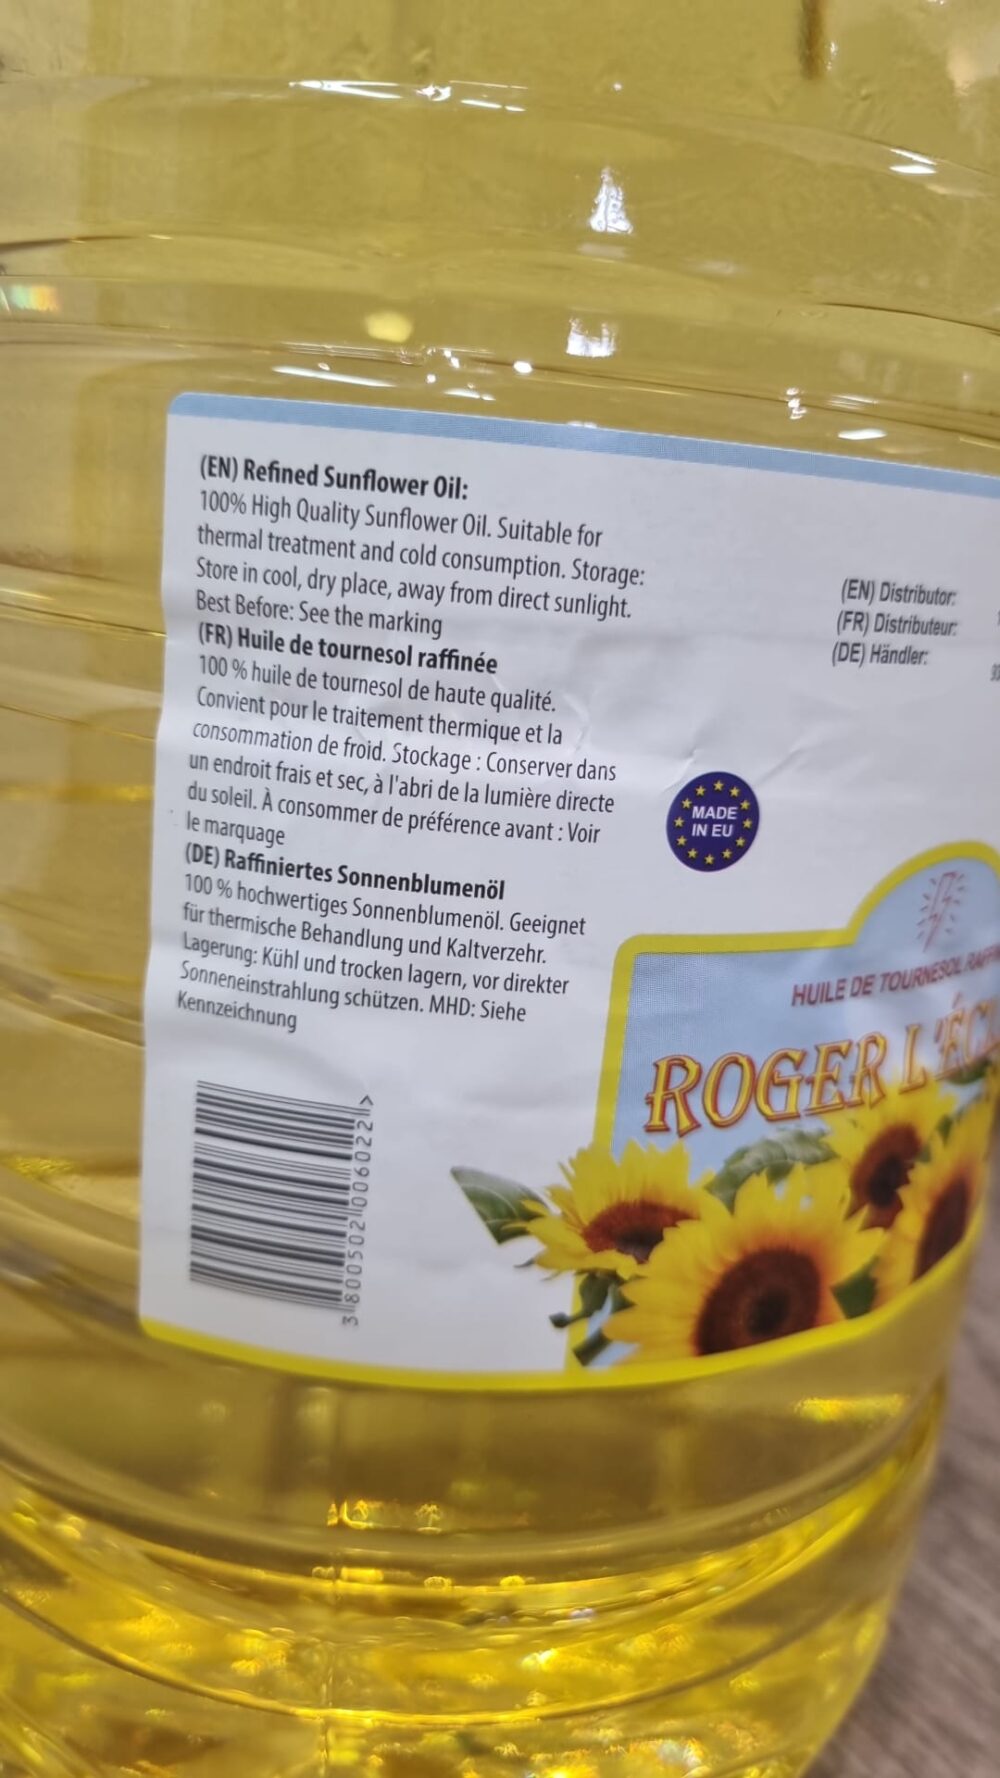 (EN) Refined Sunflower Oil:
100% High Quality Sunflower Oil. Suitable for
thermal treatment and cold consumption. Storage:
Store in cool, dry place, away from direct sunlight.
Best Before: See the marking
(FR) Huile de tournesol raffinée
100 % huile de tournesol de haute qualité.
Convient pour le traitement thermique et la
consommation de froid. Stockage : Conserver dans
un endroit frais et sec, à l'abri de la lumière directe
du soleil. À consommer de préférence avant : Voir
le marquage
(DE) Raffiniertes Sonnenblumenöl
100 % hochwertiges Sonnenblumenöl. Geeignet
für thermische Behandlung und Kaltverzehr.
Lagerung: Kühl und trocken lagern, vor direkter
Sonneneinstrahlung schützen. MHD: Siehe
Kennzeichnung
3 800502 006022 >
(EN) Distributor:
(FR) Distributeur:
(DE) Händler:
MADE
IN EU
HUILE DE TOURNESOL
ROGER